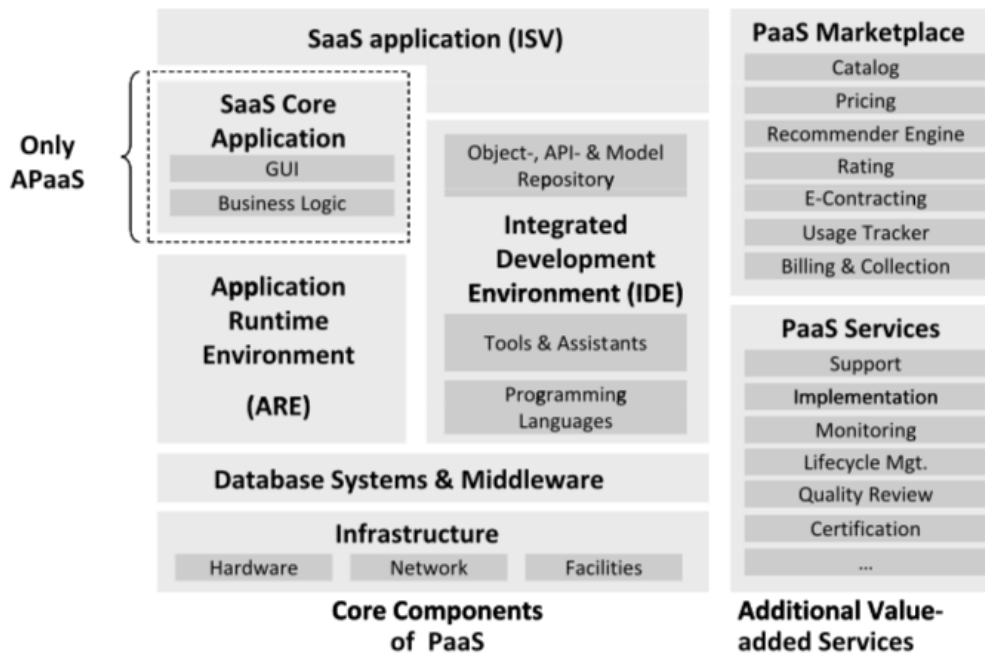 SaaS application (ISV)
Only
APaaS
SaaS Core
Application
GUI
Business Logic
Application
Runtime
Environment
(ARE)
Object-, API- & Model
Repository
Integrated
Development
Environment (IDE)
Tools & Assistants
Programming
Languages
Database Systems & Middleware
Infrastructure
Hardware
Network
Facilities
Core Components
of PaaS
PaaS Marketplace
Catalog
Pricing
Recommender Engine
Rating
E-Contracting
Usage Tracker
Billing & Collection
PaaS Services
Support
Implementation
Monitoring
Lifecycle Mgt.
Quality Review
Certification
...
Additional Value-
added Services